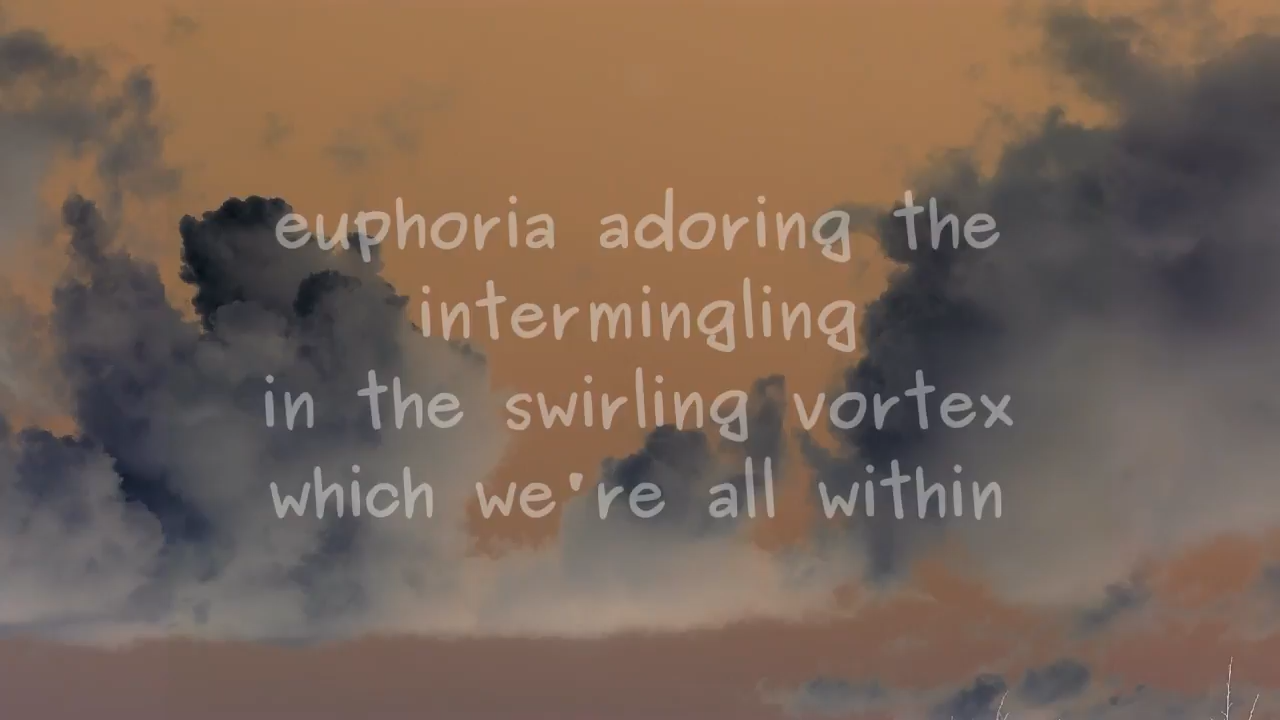 euphoria adoring the
intermingling
in the swirling vortex
which we're all within